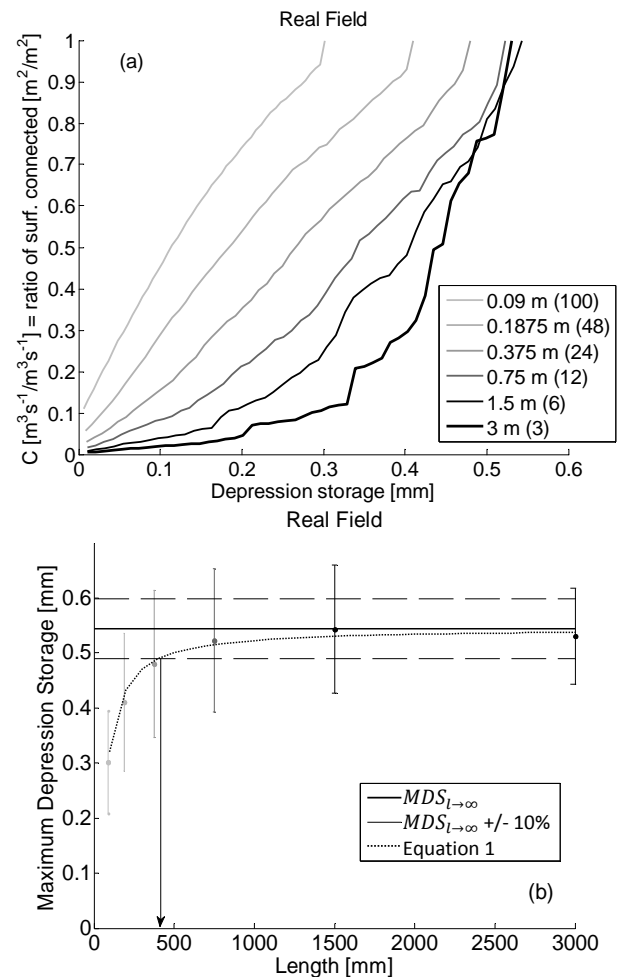 Real Field
(a)
C [m³s⁻¹/m³s⁻¹] = ratio of surf. connected [m²/m²]
1
0.9
0.8
0.7
0.6
0.5
0.4
0.3
0.2
0.1
0
0 0.1 0.2 0.3 0.4 0.5 0.6
Depression storage [mm]
0.09 m (100)
0.1875 m (48)
0.375 m (24)
0.75 m (12)
1.5 m (6)
3 m (3)
Real Field
Maximum Depression Storage [mm]
0.6
0.5
0.4
0.3
0.2
0.1
0
MDS l→∞
MDS l→∞ +/- 10%
Equation 1
(b)
0 500 1000 1500 2000 2500 3000
Length [mm]